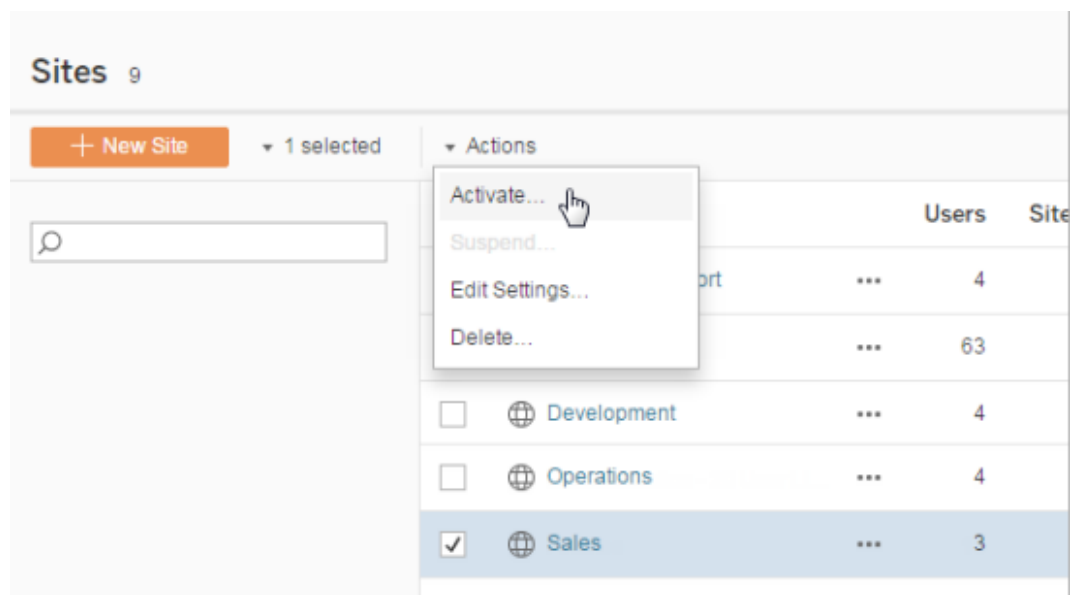 Sites 9
+ New Site 1 selected Actions
Activate...
Users Site
Suspend...
Edit Settings... ort ... 4
Delete... ... 63
Development ... 4
Operations ... 4
Sales ... 3